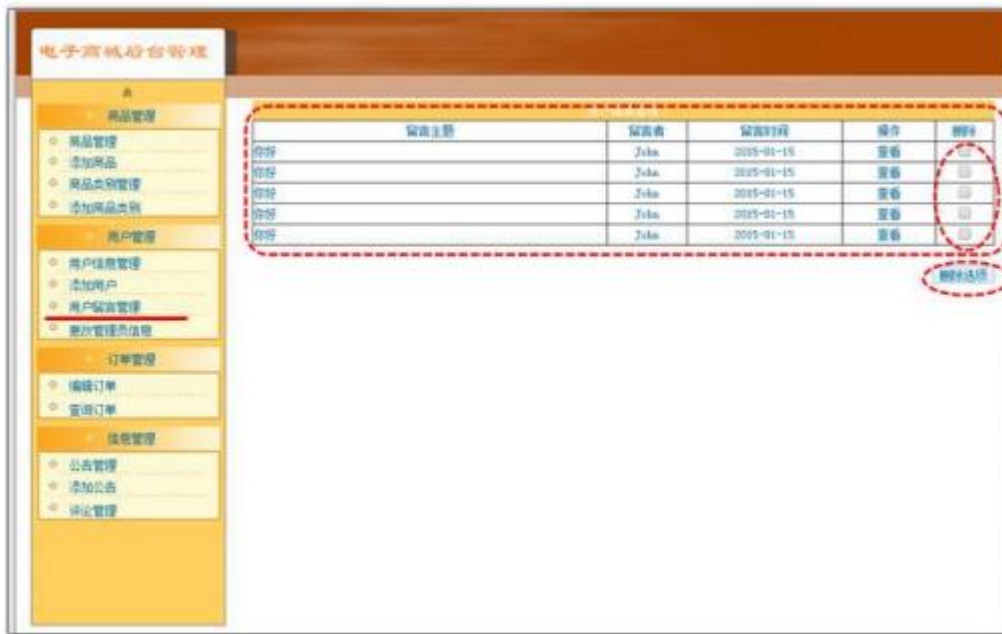 电子商城后台管理
商品管理
商品管理
添加商品
商品类别管理
添加商品类别
用户管理
用户信息管理
添加用户
用户留言管理
更改管理员信息
订单管理
编辑订单
查询订单
信息管理
公告管理
添加公告
评论管理
留言主题 留言者 留言时间 操作 删除
你好 John 2015-01-15 查看
你好 John 2015-01-15 查看
你好 John 2015-01-15 查看
你好 John 2015-01-15 查看
你好 John 2015-01-15 查看
删除选项